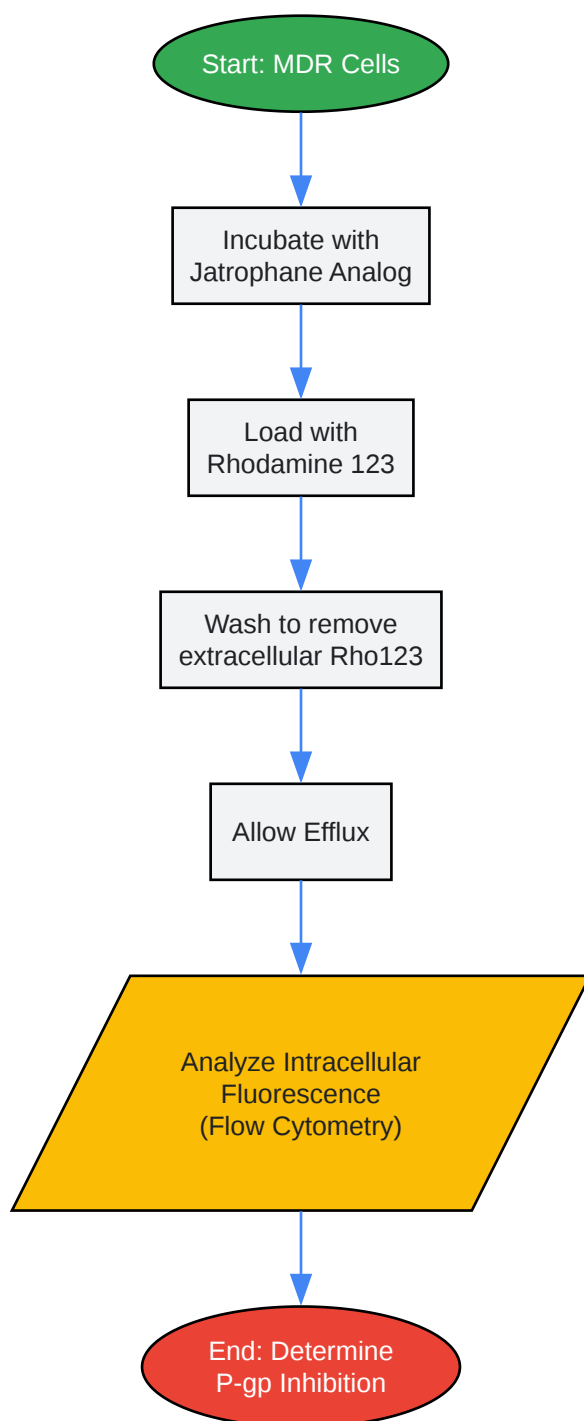 Start: MDR Cells
Incubate with
Jatrophane Analog
Load with
Rhodamine 123
Wash to remove
extracellular Rho123
Allow Efflux
Analyze Intracellular
Fluorescence
(Flow Cytometry)
End: Determine
P-gp Inhibition